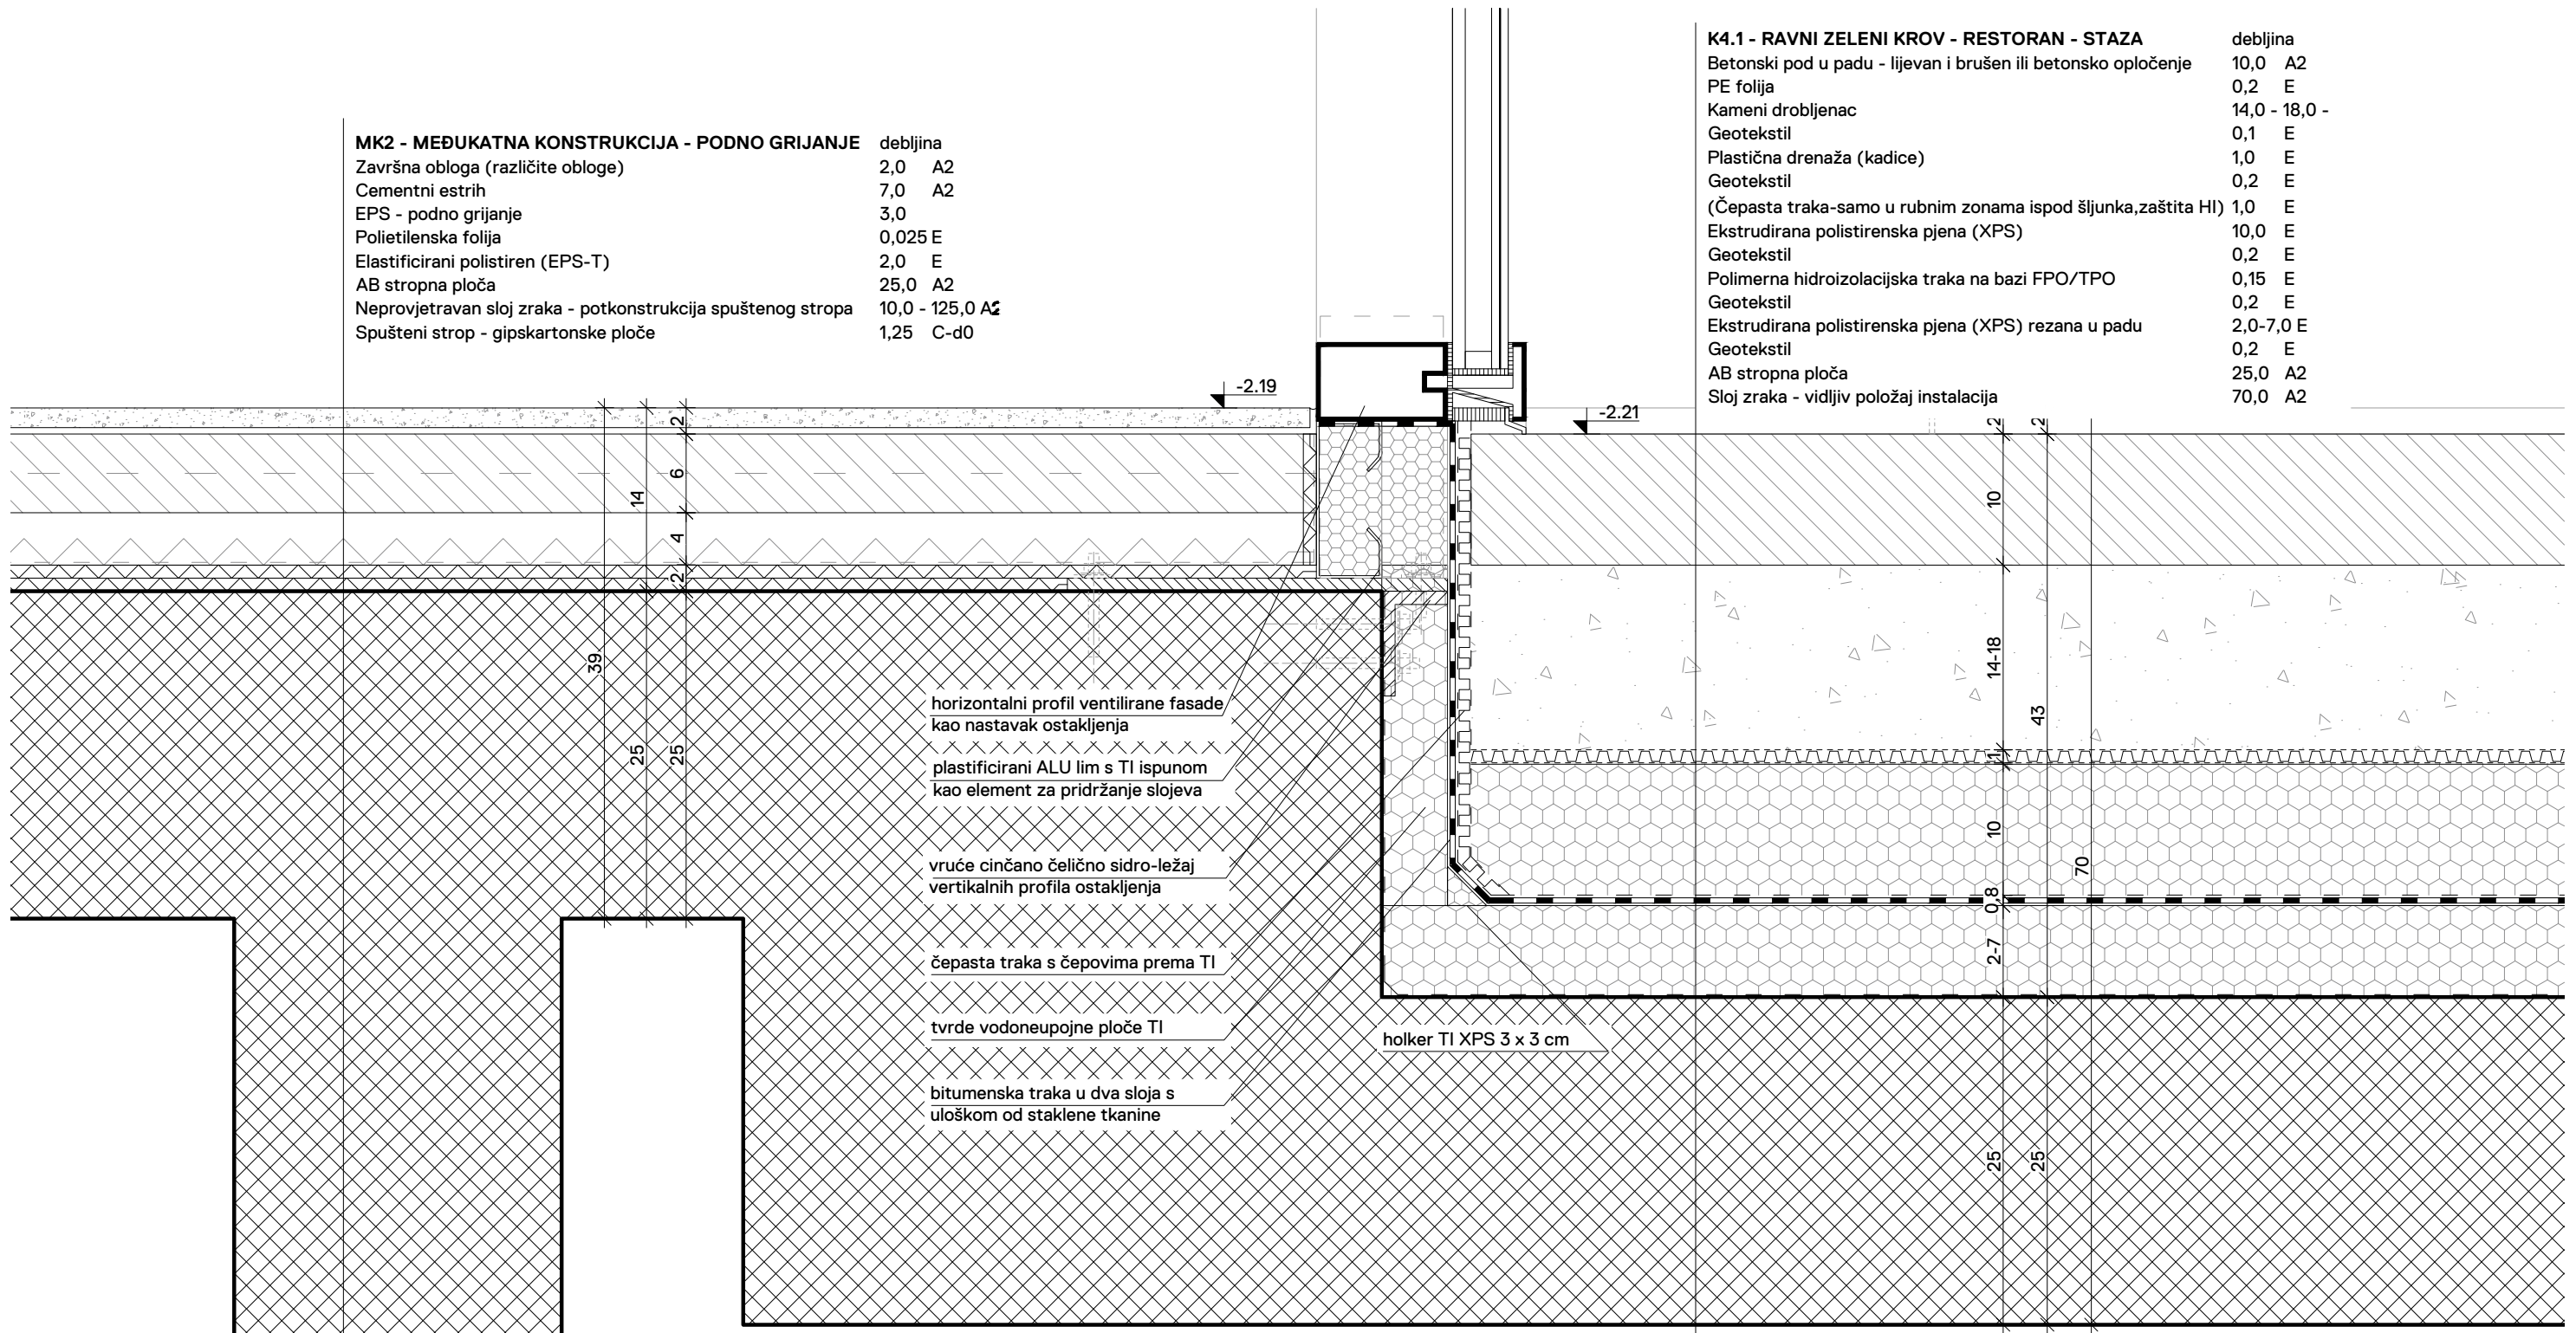 MK2 - MEĐUKATNA KONSTRUKCIJA - PODNO GRIJANJE debljina
Završna obloga (različite obloge) 2,0 A2
Cementni estrih 7,0 A2
EPS - podno grijanje 3,0
Polietilenska folija 0,025 E
Elastificirani polistiren (EPS-T) 2,0 E
AB stropna ploča 25,0 A2
Neprovjetravan sloj zraka - potkonstrukcija spuštenog stropa 10,0 - 125,0 A2
Spušteni strop - gipskartonske ploče 1,25 C-d0
K4.1 - RAVNI ZELENI KROV - RESTORAN - STAZA debljina
Betonski pod u padu - lijevan i brušen ili betonsko opločenje 10,0 A2
PE folija 0,2 E
Kameni drobljenac 14,0 - 18,0 -
Geotekstil 0,1 E
Plastična drenaža (kadice) 1,0 E
Geotekstil 0,2 E
(Čepasta traka-samo u rubnim zonama ispod šljunka,zaštita HI) 1,0 E
Ekstrudirana polistirenska pjena (XPS) 10,0 E
Geotekstil 0,2 E
Polimerna hidroizolacijska traka na bazi FPO/TPO 0,15 E
Geotekstil 0,2 E
Ekstrudirana polistirenska pjena (XPS) rezana u padu 2,0-7,0 E
Geotekstil 0,2 E
AB stropna ploča 25,0 A2
Sloj zraka - vidljiv položaj instalacija 70,0 A2
-2.19
-2.21
39
14
25
2
6
4
2
25
horizontalni profil ventilirane fasade
kao nastavak ostakljenja
plastificirani ALU lim s TI ispunom
kao element za pridržanje slojeva
vruće cinčano čelično sidro-ležaj
vertikalnih profila ostakljenja
čepasta traka s čepovima prema TI
tvrde vodoneupojne ploče TI
bitumenska traka u dva sloja s
uloškom od staklene tkanine
holker TI XPS 3 x 3 cm
2
10
14-18
1
10
0,8
2-7
25
2
43
25
70